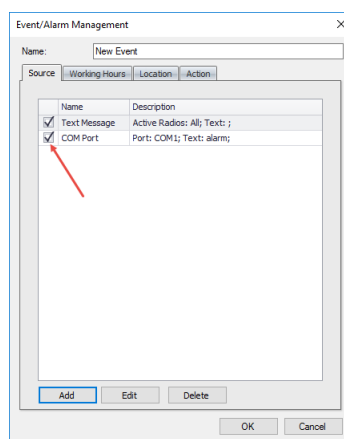 Event/Alarm Management
Name: New Event
Source Working Hours Location Action
Name Description
Text Message Active Radios: All; Text: ;
COM Port Port: COM1; Text: alarm;
Add Edit Delete
OK Cancel